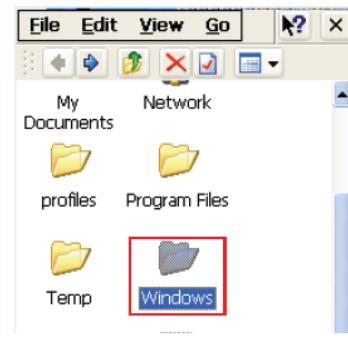 File Edit View Go ?
My Documents Network
profiles Program Files
Temp Windows